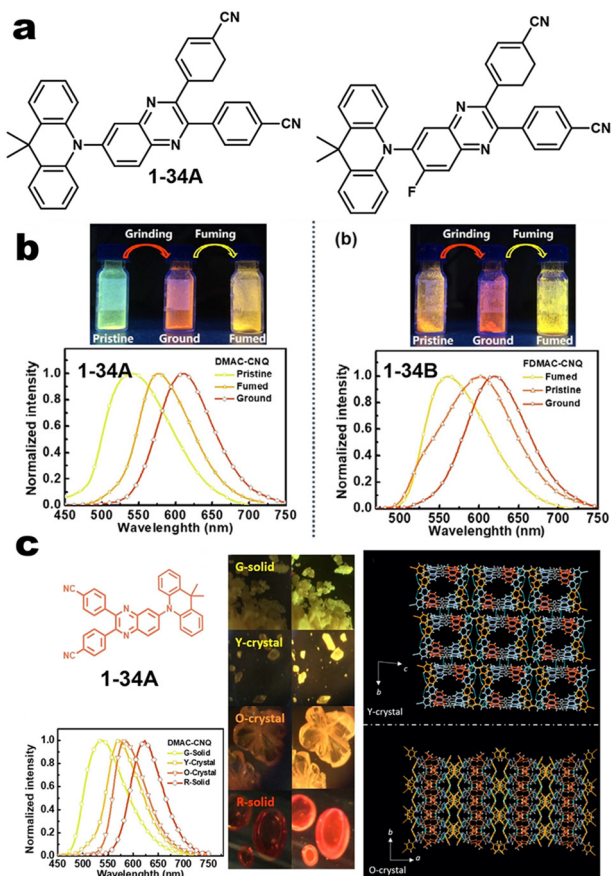 a
CN
N
N
N
CN
1-34A
CN
N
N
N
CN
F
b
Grinding
Fuming
Pristine
Ground
Fumed
(b)
Grinding
Fuming
Pristine
Ground
Fumed
1-34A
DMAC-CNQ
Pristine
Fumed
Ground
Normalized intensity
1.0
0.8
0.6
0.4
0.2
0.0
450 500 550 600 650 700 750
Wavelenghth (nm)
1-34B
FDMAC-CNQ
Fumed
Pristine
Ground
Normalized intensity
1.0
0.8
0.6
0.4
0.2
0.0
500 550 600 650 700 750
Wavelenghth (nm)
c
NC
N
N
N
NC
1-34A
DMAC-CNQ
G-Solid
Y-Crystal
O-Crystal
R-Solid
Normalized intensity
1.0
0.8
0.6
0.4
0.2
0.0
450 500 550 600 650 700 750
Wavelenghth (nm)
G-solid
Y-crystal
O-crystal
R-solid
c
b
Y-crystal
b
a
O-crystal